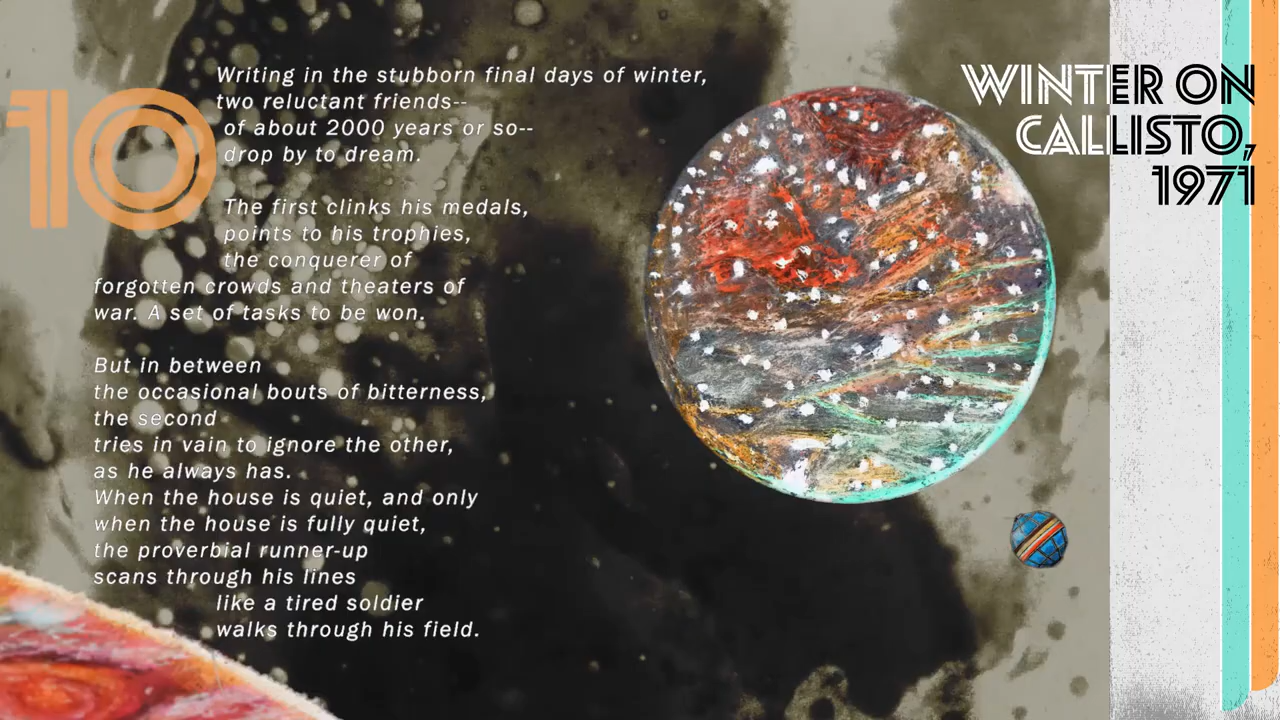 10
Writing in the stubborn final days of winter,
two reluctant friends--
of about 2000 years or so--
drop by to dream.
The first clinks his medals,
points to his trophies,
the conquerer of
forgotten crowds and theaters of
war. A set of tasks to be won.
But in between
the occasional bouts of bitterness,
the second
tries in vain to ignore the other,
as he always has.
When the house is quiet, and only
when the house is fully quiet,
the proverbial runner-up
scans through his lines
like a tired soldier
walks through his field.
WINTER ON
CALLISTO,
1971